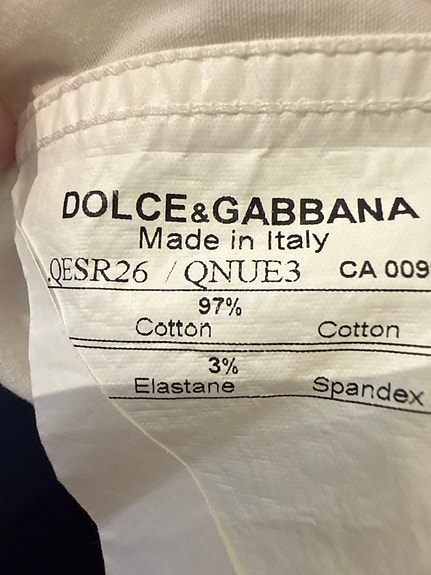 DOLCE&GABBANA
Made in Italy
QESR26 / QNUE3 CA 009
97%
Cotton Cotton
3%
Elastane Spandex